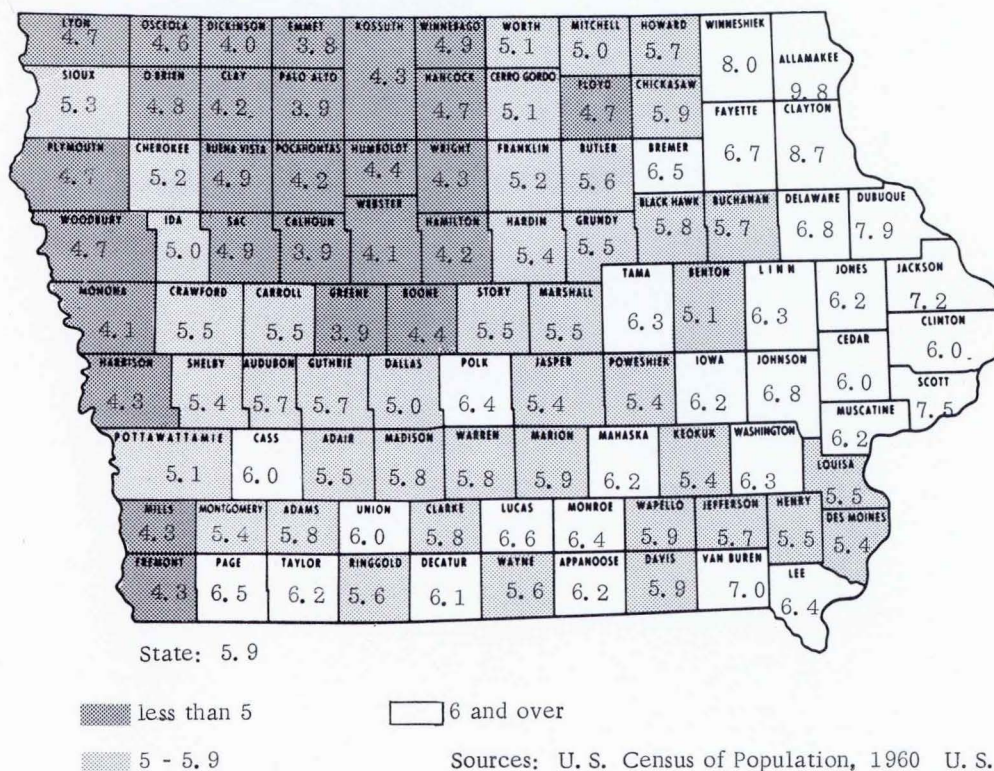 LYON OSCEOLA DICKINSON EMMET KOSSUTH WINNEBAGO WORTH MITCHELL HOWARD WINNESHIEK ALLAMAKEE
4.7 4.6 4.0 3.8 4.3 4.9 5.1 5.0 5.7 8.0 9.8
SIOUX O'BRIEN CLAY PALO ALTO HANCOCK CERRO GORDO FLOYD CHICKASAW FAYETTE CLAYTON
5.3 4.8 4.2 3.9 4.7 5.1 4.7 5.9 6.7 8.7
PLYMOUTH CHEROKEE BUENA VISTA POCAHONTAS HUMBOLDT WRIGHT FRANKLIN BUTLER BREMER
4.7 5.2 4.9 4.2 4.4 4.3 5.2 5.6 6.5
WOODBURY IDA SAC CALHOUN WEBSTER HAMILTON HARDIN GRUNDY BLACK HAWK BUCHANAN DELAWARE DUBUQUE
4.7 5.0 4.9 3.9 4.1 4.2 5.4 5.5 5.8 5.7 6.8 7.9
MONONA CRAWFORD CARROLL GREENE BOONE STORY MARSHALL TAMA BENTON LINN JONES JACKSON
4.1 5.5 5.5 3.9 4.4 5.5 5.5 6.3 5.1 6.3 6.2 7.2
CLINTON
6.0
HARRISON SHELBY AUDUBON GUTHRIE DALLAS POLK JASPER POWESHIEK IOWA JOHNSON CEDAR SCOTT
4.3 5.4 5.7 5.7 5.0 6.4 5.4 5.4 6.2 6.8 6.0 7.5
MUSCATINE
6.2
POTTAWATTAMIE CASS ADAIR MADISON WARREN MARION MAHASKA KEOKUK WASHINGTON LOUISA
5.1 6.0 5.5 5.8 5.8 5.9 6.2 5.4 6.3 5.5
MILLS MONTGOMERY ADAMS UNION CLARKE LUCAS MONROE WAPELLO JEFFERSON HENRY DES MOINES
4.3 5.4 5.8 6.0 5.8 6.6 6.4 5.9 5.7 5.5 5.4
FREMONT PAGE TAYLOR RINGGOLD DECATUR WAYNE APPANOOSE DAVIS VAN BUREN LEE
4.3 6.5 6.2 5.6 6.1 5.6 6.2 5.9 7.0 6.4
State: 5.9
less than 5 6 and over
5 - 5.9 Sources: U.S. Census of Population, 1960 U.S.